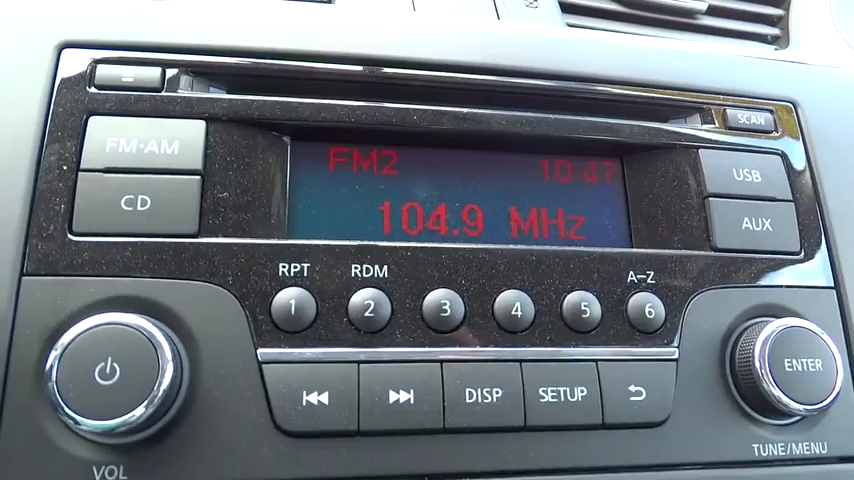 SCAN
FM·AM
FM2 10:47
USB
CD
104.9 MHz
AUX
RPT RDM A–Z
1 2 3 4 5 6
ENTER
DISP SETUP
TUNE/MENU
VOL